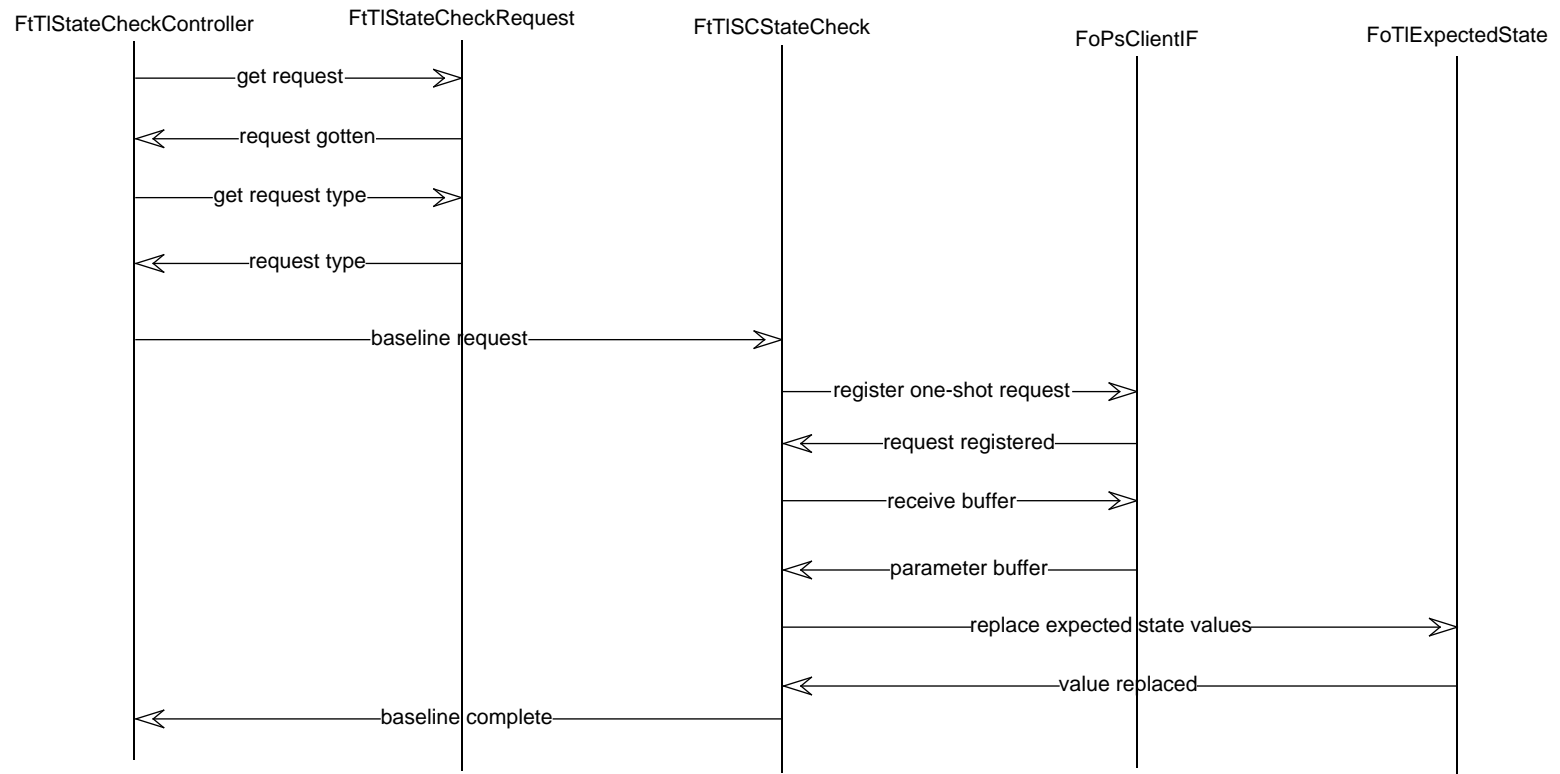 FtTlStateCheckController
FtTlStateCheckRequest
FtTlSCStateCheck
FoPsClientIF
FoTlExpectedState
get request
request gotten
get request type
request type
baseline request
register one-shot request
request registered
receive buffer
parameter buffer
replace expected state values
value replaced
baseline complete